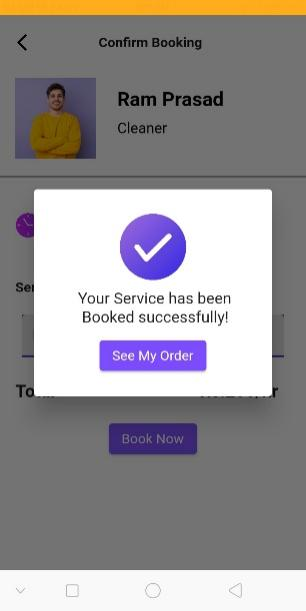 Confirm Booking
Ram Prasad
Cleaner
Your Service has been
Booked successfully!
See My Order
Book Now